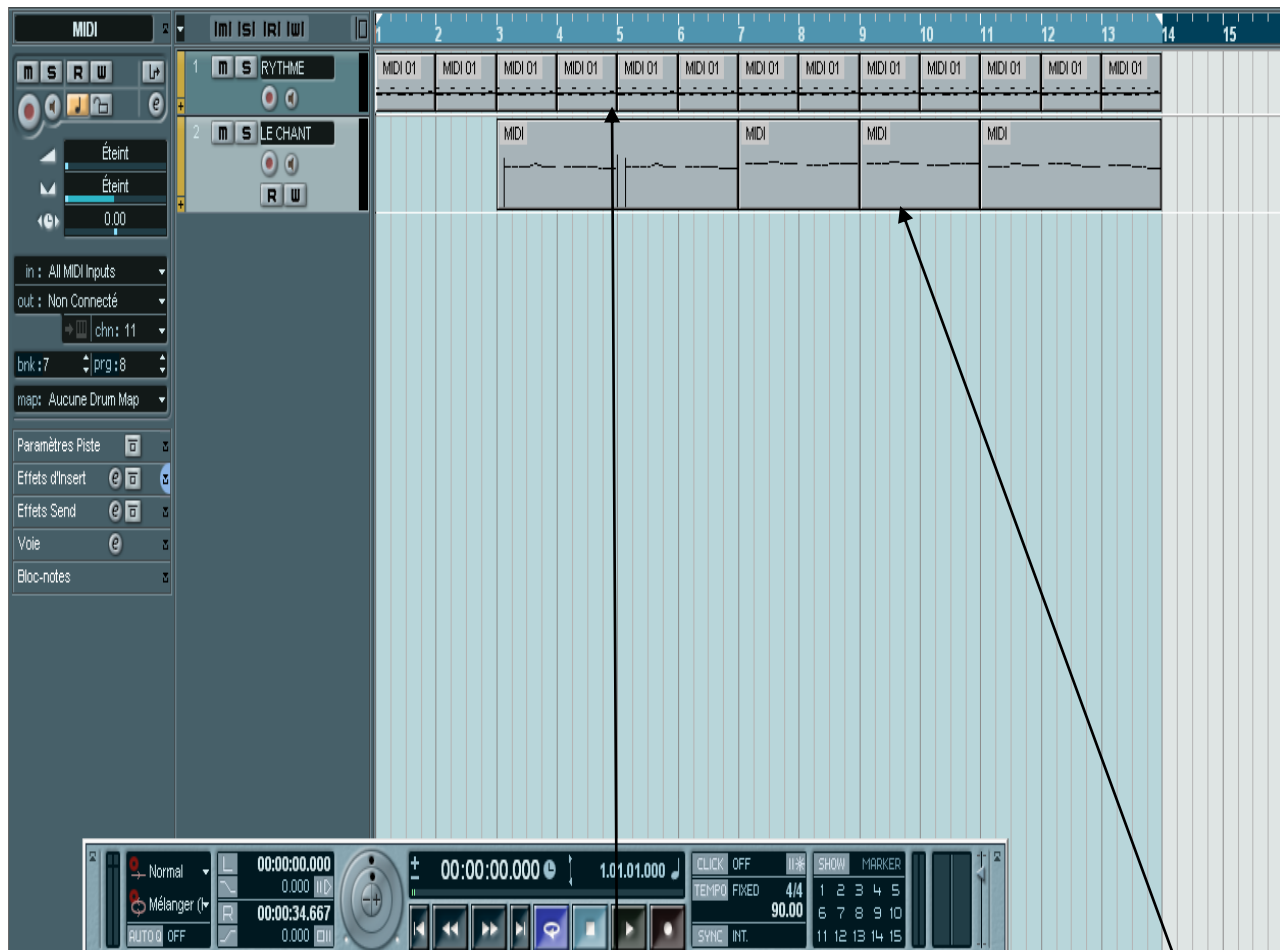 MIDI
M S R W
1 2 3 4 5 6 7 8 9 10 11 12 13 14 15
M S R W
1 M S RYTHME
MIDI 01 MIDI 01 MIDI 01 MIDI 01 MIDI 01 MIDI 01 MIDI 01 MIDI 01 MIDI 01 MIDI 01 MIDI 01 MIDI 01 MIDI 01
e
2 M S LE CHANT
R W
MIDI MIDI MIDI MIDI
Éteint
Éteint
0.00
in : All MIDI Inputs
out : Non Connecté
chn: 11
bnk:7 prg:8
map: Aucune Drum Map
Paramètres Piste
Effets d'Insert e
Effets Send e
Voie e
Bloc-notes
Normal
Mélanger (
AUTO Q OFF
L 00:00:00.000
0.000
R 00:00:34.667
0.000
00:00:00.000 1.01.01.000
CLICK OFF
TEMPO FIXED 4/4
90.00
SYNC INT.
SHOW MARKER
1 2 3 4 5
6 7 8 9 10
11 12 13 14 15